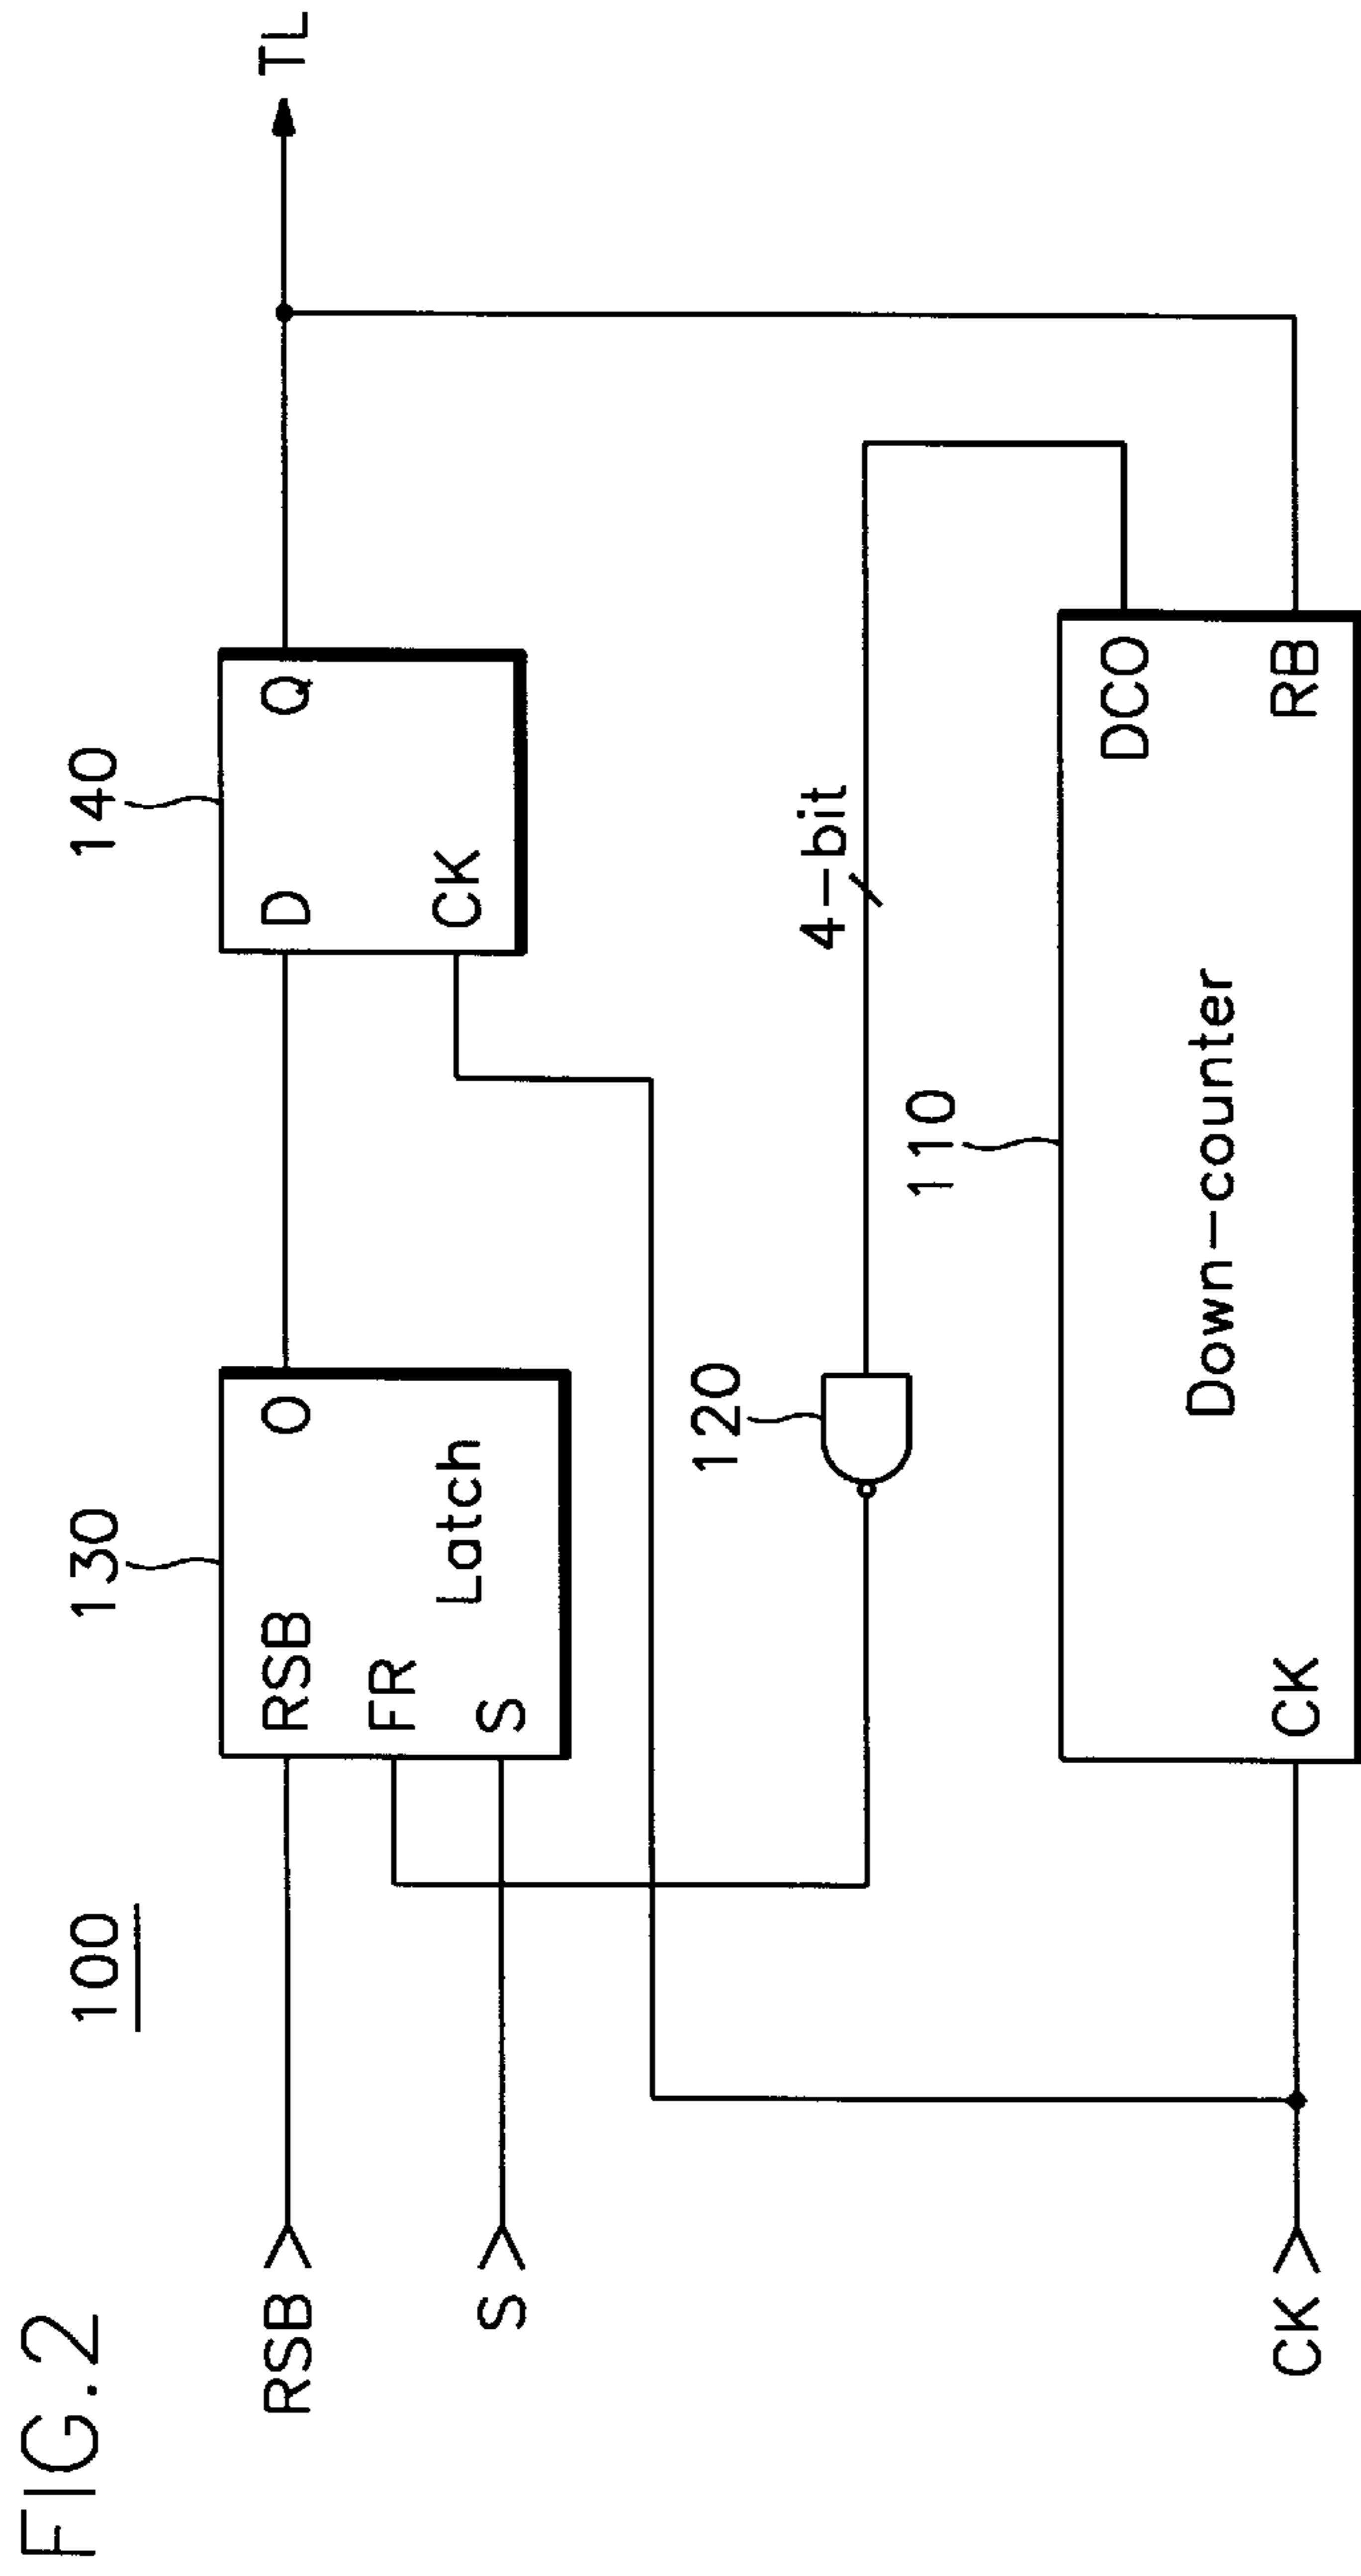 FIG.2
100
130
140
RSB
RSB
O
D
Q
TL
FR
Latch
CK
S
S
120
4-bit
110
DCO
Down-counter
CK
CK
RB